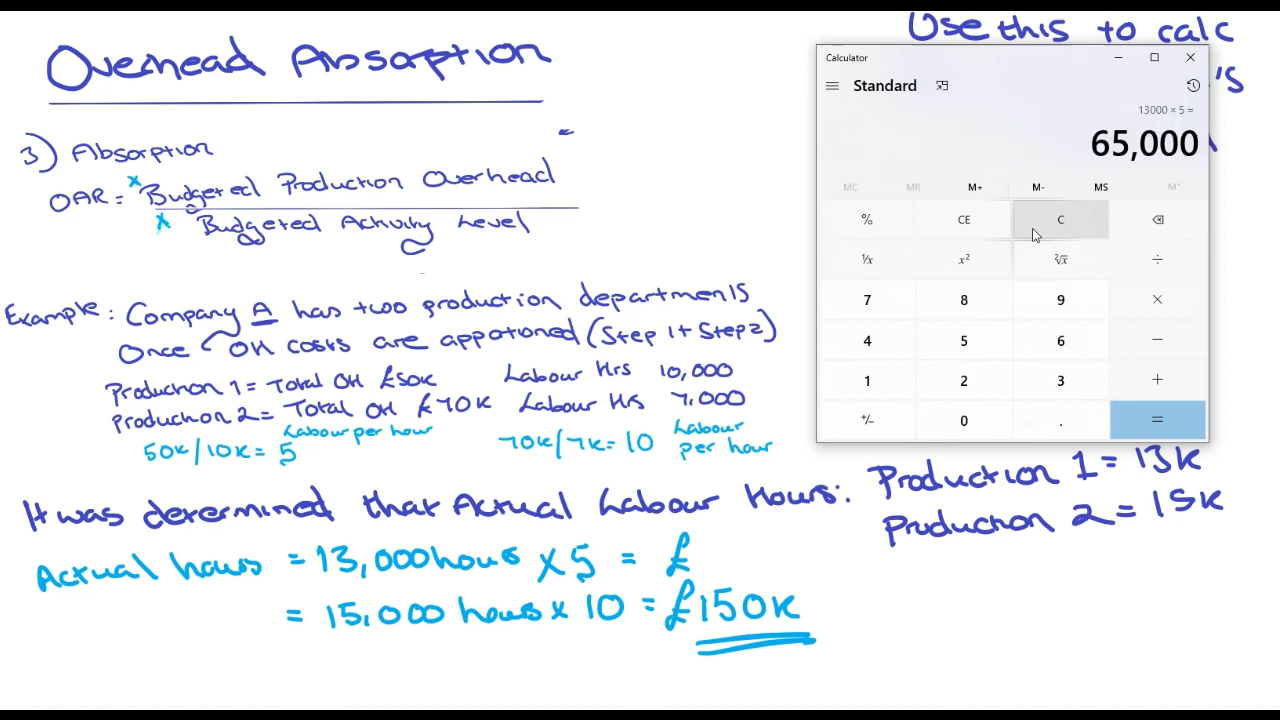 Overhead Absorption
Use this to calc
's
3) Absorption
OAR = Budgeted Production Overhead
Budgeted Activity Level
Example: Company A has two production departments
Once OH costs are appationed (Step 1 + Step 2)
Production 1 = Total OH £50K Labour Hrs 10,000
Production 2 = Total OH £70K Labour Hrs 7,000
50K/10K = 5 Labour per hour
70K/7K = 10 Labour per hour
It was determined that Actual Labour Hours:
Production 1 = 13K
Production 2 = 15K
Actual hours = 13,000 hours x 5 = £
= 15,000 hours x 10 = £150K
Calculator
Standard
13000 × 5 =
65,000
MC MR M+ M- MS M˅
% CE C
¹/x x² ²√x ÷
7 8 9 ×
4 5 6 −
1 2 3 +
+/− 0 . =